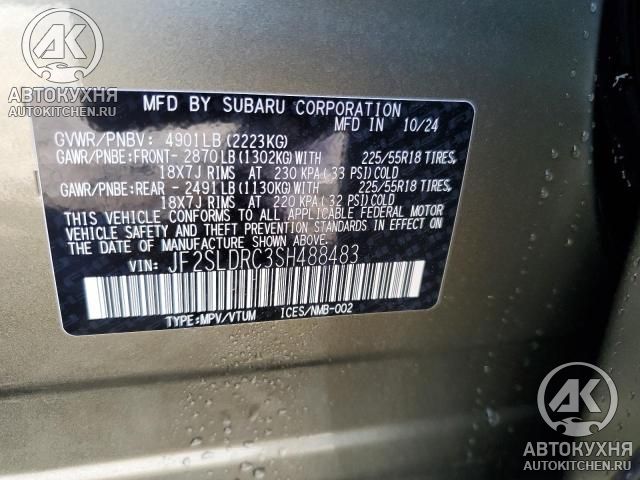 АВТОКУХНЯ
AUTOKITCHEN.RU
MFD BY SUBARU CORPORATION
MFD IN 10/24
GVWR/PNBV: 4901LB(2223KG)
GAWR/PNBE:FRONT- 2870LB(1302KG)WITH 225/55R18 TIRES,
18X7J RIMS AT 230 KPA(33 PSI)COLD
GAWR/PNBE:REAR - 2491LB(1130KG)WITH 225/55R18 TIRES,
18X7J RIMS AT 220 KPA(32 PSI)COLD
THIS VEHICLE CONFORMS TO ALL APPLICABLE FEDERAL MOTOR
VEHICLE SAFETY AND THEFT PREVENTION STANDARDS IN EFFECT ON
THE DATE OF MANUFACTURE SHOWN ABOVE.
VIN: JF2SLDRC3SH488483
TYPE:MPV/VTUM ICES/NMB-002
АК
АВТОКУХНЯ
AUTOKITCHEN.RU